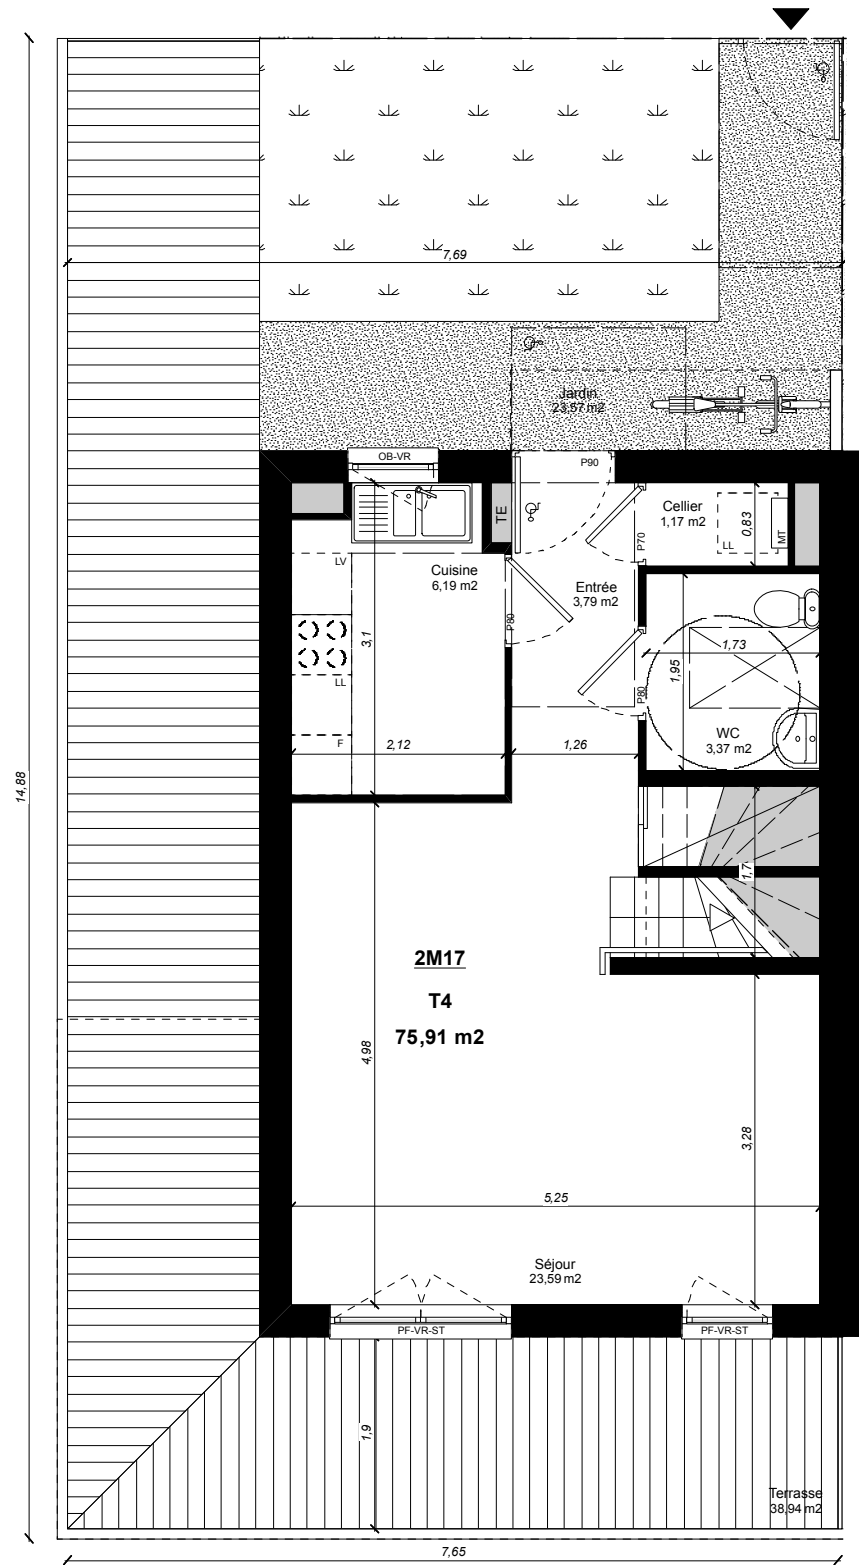 7,69
Jardin
23,57 m2
OB-VR
P90
TE
Cellier
1,17 m2
0,83
MT
LL
P70
LV
Cuisine
6,19 m2
Entrée
3,79 m2
P80
3,1
1,73
1,95
LL
P80
WC
3,37 m2
F
2,12
1,26
14,88
1,7
2M17
T4
75,91 m2
4,98
3,28
5,25
Séjour
23,59 m2
PF-VR-ST
PF-VR-ST
1,9
Terrasse
38,94 m2
7,65